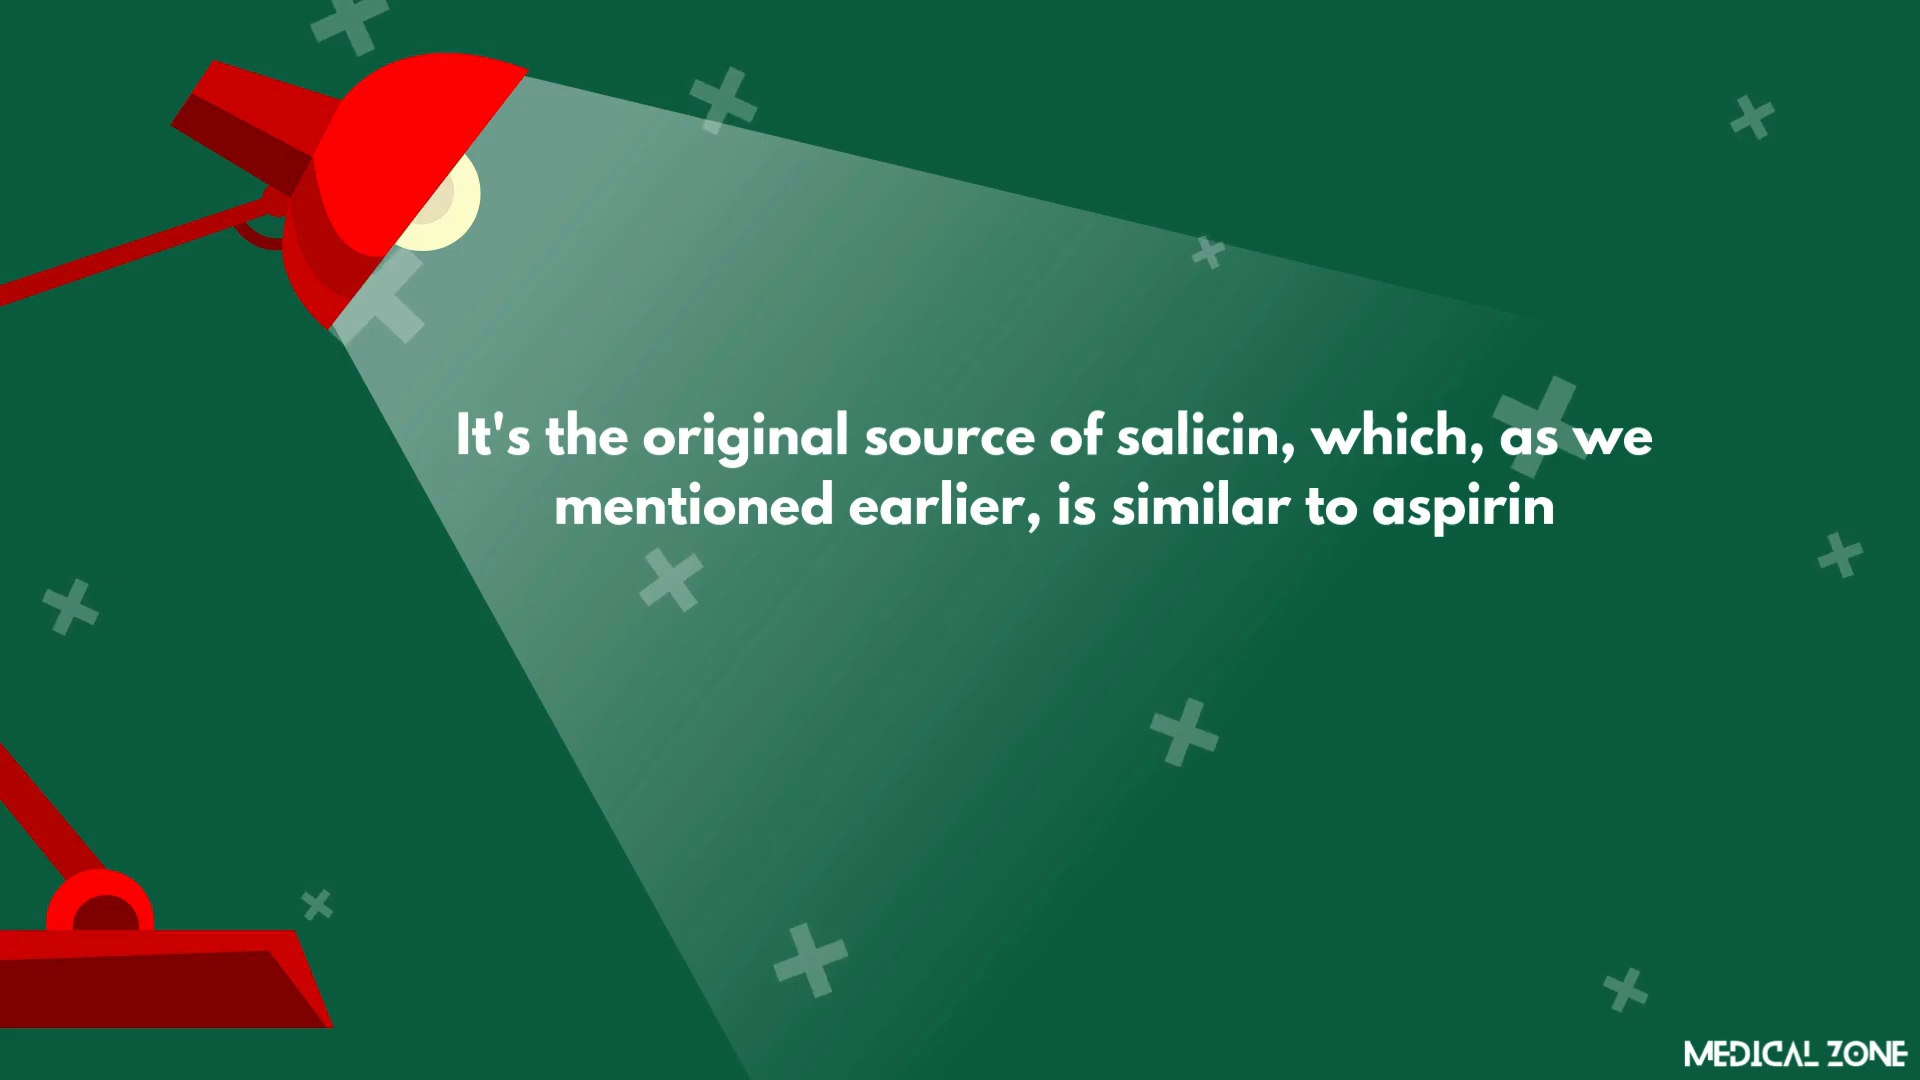 It's the original source of salicin, which, as we
mentioned earlier, is similar to aspirin
MEDICAL ZONE